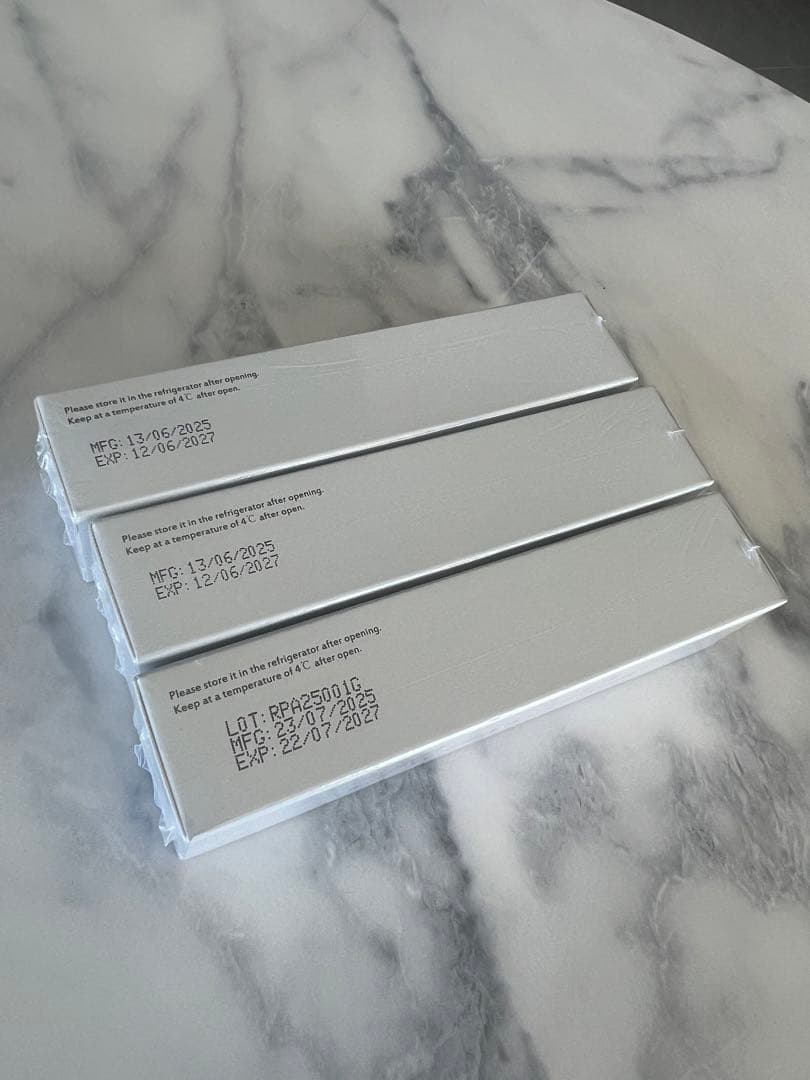 Please store it in the refrigerator after opening.
Keep at a temperature of 4℃ after open.
MFG: 13/06/2025
EXP: 12/06/2027
Please store it in the refrigerator after opening.
Keep at a temperature of 4℃ after open.
MFG: 13/06/2025
EXP: 12/06/2027
Please store it in the refrigerator after opening.
Keep at a temperature of 4℃ after open.
LOT: RPA25001G
MFG: 23/07/2025
EXP: 22/07/2027